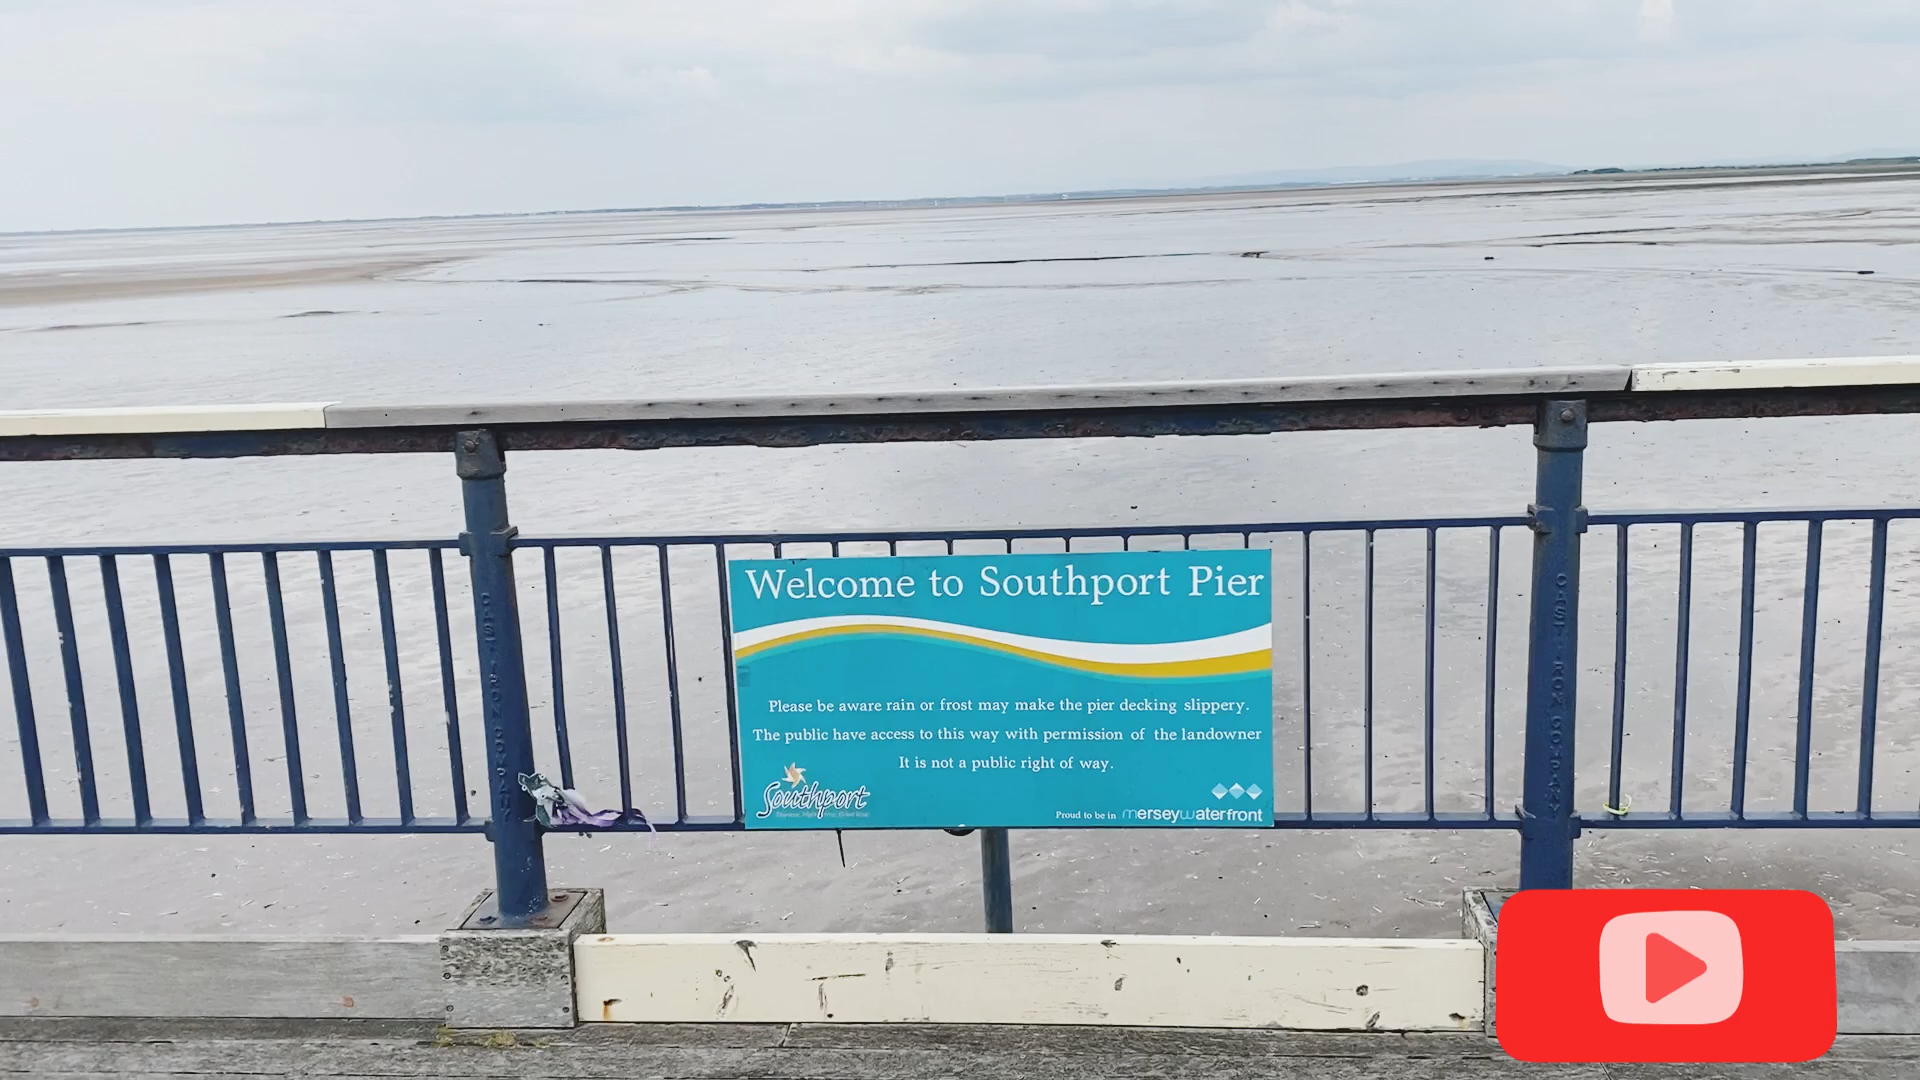 Welcome to Southport Pier
Please be aware rain or frost may make the pier decking slippery.
The public have access to this way with permission of the landowner
It is not a public right of way.
Southport
Proud to be in merseywaterfront